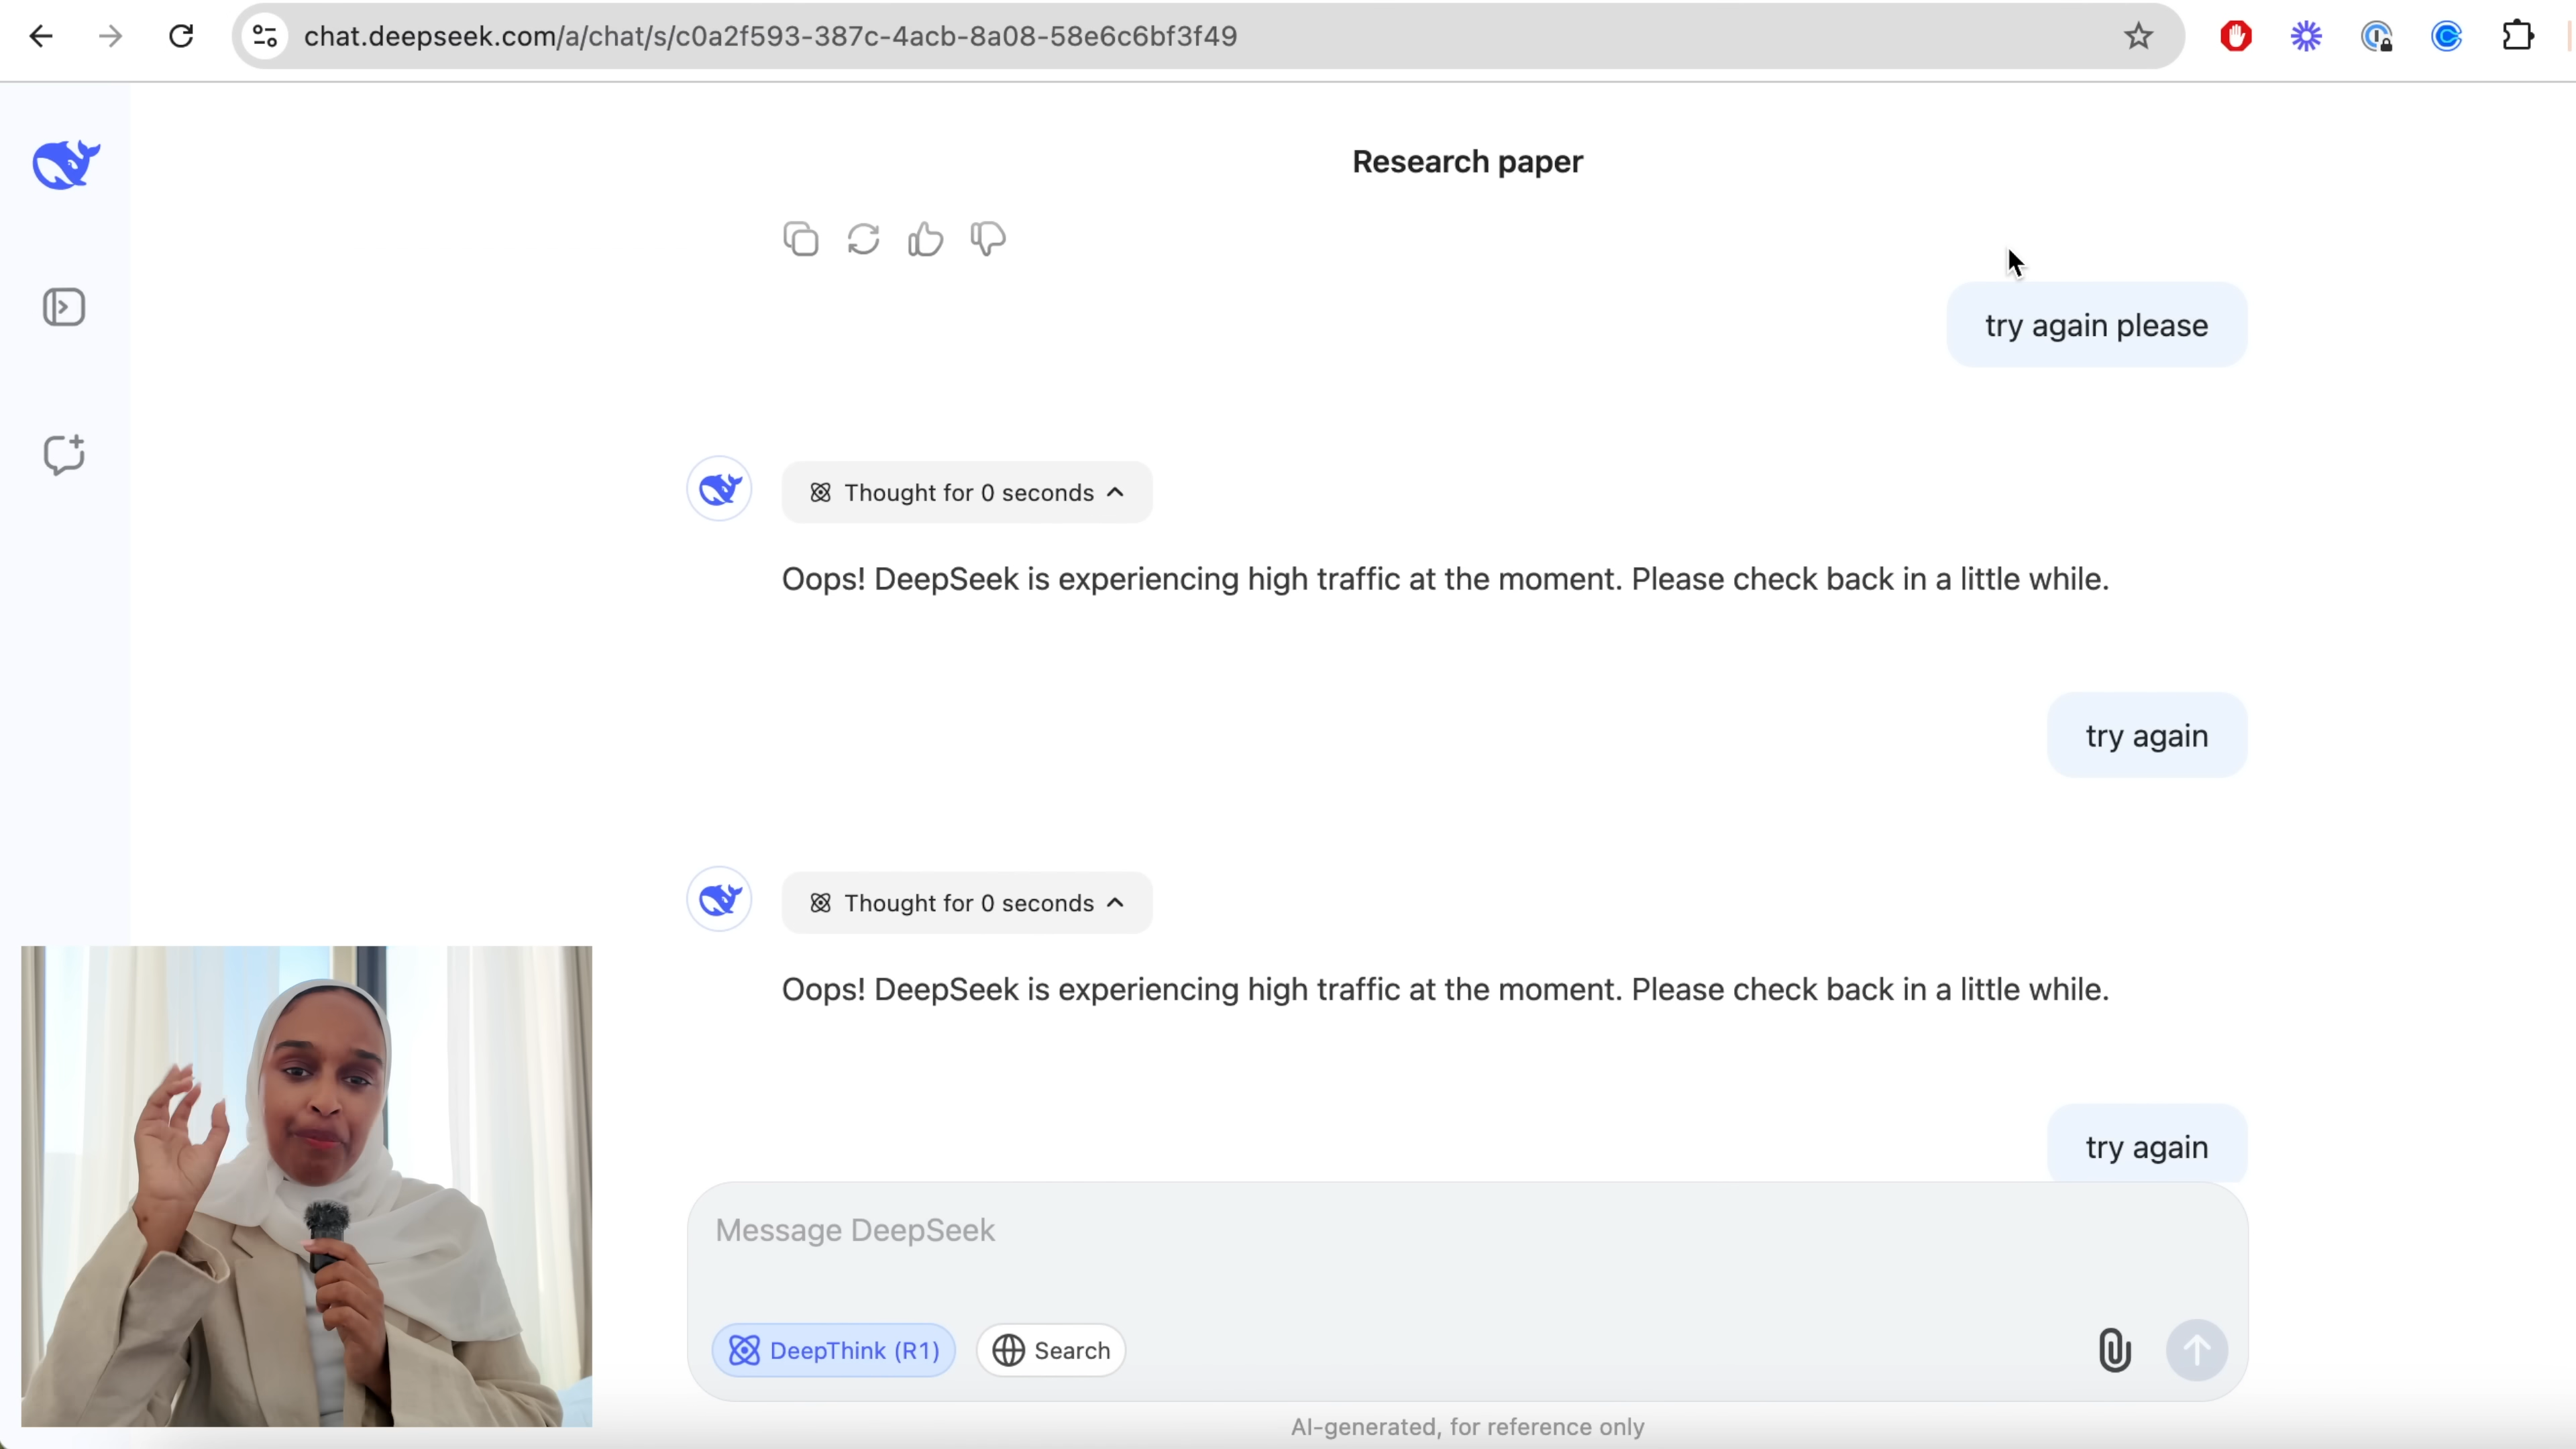 chat.deepseek.com/a/chat/s/c0a2f593-387c-4acb-8a08-58e6c6bf3f49
Research paper
try again please
Thought for 0 seconds
Oops! DeepSeek is experiencing high traffic at the moment. Please check back in a little while.
try again
Thought for 0 seconds
Oops! DeepSeek is experiencing high traffic at the moment. Please check back in a little while.
try again
Message DeepSeek
DeepThink (R1) Search
AI-generated, for reference only